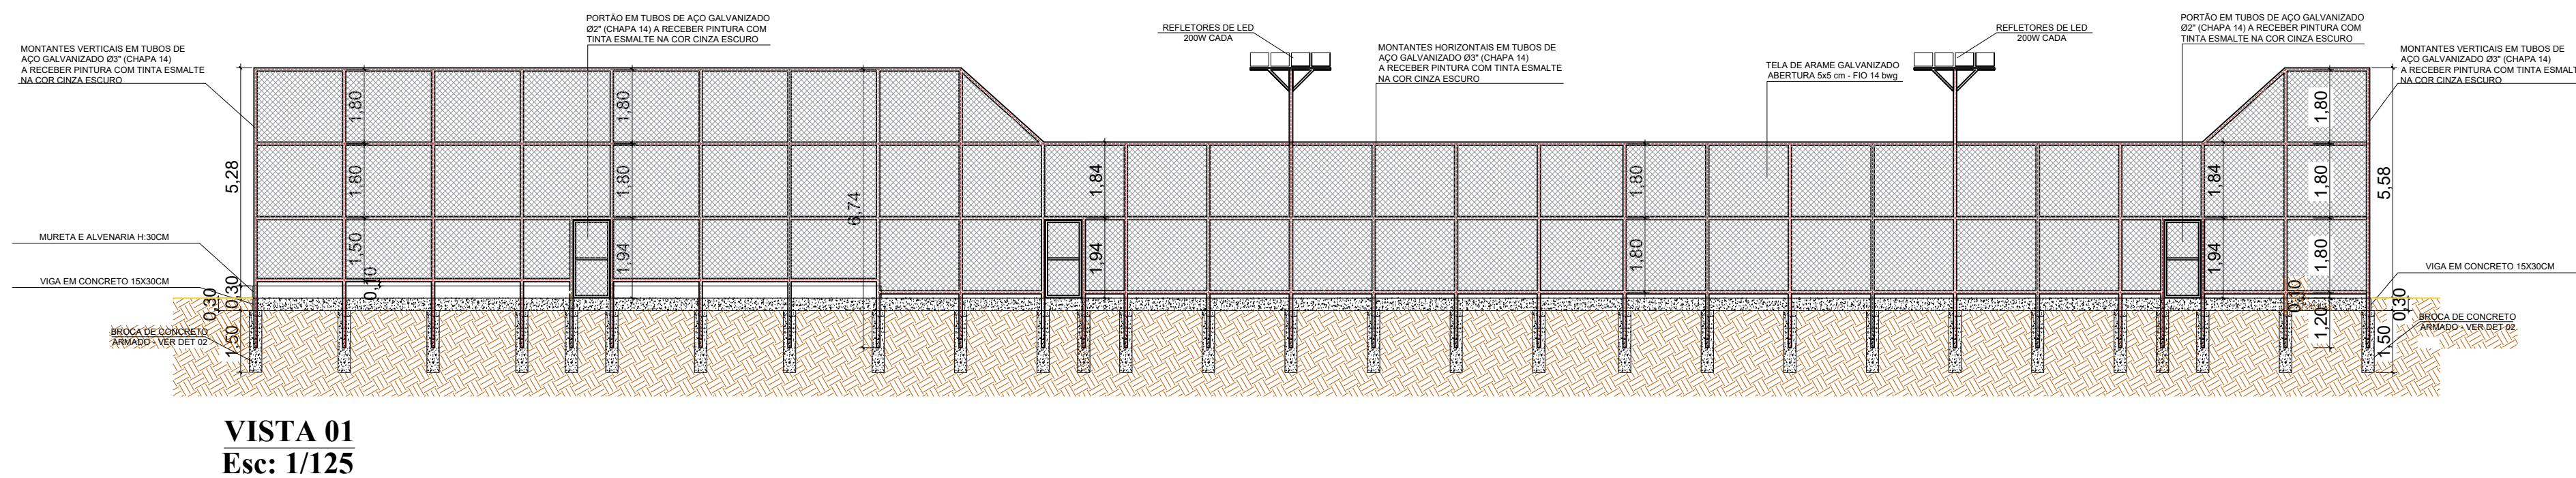 PORTÃO EM TUBOS DE AÇO GALVANIZADO
Ø2" (CHAPA 14) A RECEBER PINTURA COM
TINTA ESMALTE NA COR CINZA ESCURO
REFLETORES DE LED
200W CADA
REFLETORES DE LED
200W CADA
PORTÃO EM TUBOS DE AÇO GALVANIZADO
Ø2" (CHAPA 14) A RECEBER PINTURA COM
TINTA ESMALTE NA COR CINZA ESCURO
MONTANTES VERTICAIS EM TUBOS DE
AÇO GALVANIZADO Ø3" (CHAPA 14)
A RECEBER PINTURA COM TINTA ESMALTE
NA COR CINZA ESCURO
MONTANTES HORIZONTAIS EM TUBOS DE
AÇO GALVANIZADO Ø3" (CHAPA 14)
A RECEBER PINTURA COM TINTA ESMALTE
NA COR CINZA ESCURO
TELA DE ARAME GALVANIZADO
ABERTURA 5x5 cm - FIO 14 bwg
MONTANTES VERTICAIS EM TUBOS DE
AÇO GALVANIZADO Ø3" (CHAPA 14)
A RECEBER PINTURA COM TINTA ESMALT
NA COR CINZA ESCURO
1,80
1,80
1,80
5,28
1,80
1,80
1,84
1,80
1,84
1,80
5,58
6,74
MURETA E ALVENARIA H:30CM
1,50
1,94
1,94
1,80
1,94
1,80
VIGA EM CONCRETO 15X30CM
VIGA EM CONCRETO 15X30CM
0,30
0,30
0,10
0,30
0,30
BROCA DE CONCRETO
ARMADO - VER DET 02
1,50
1,20
1,50
BROCA DE CONCRETO
ARMADO - VER DET 02
VISTA 01
Esc: 1/125